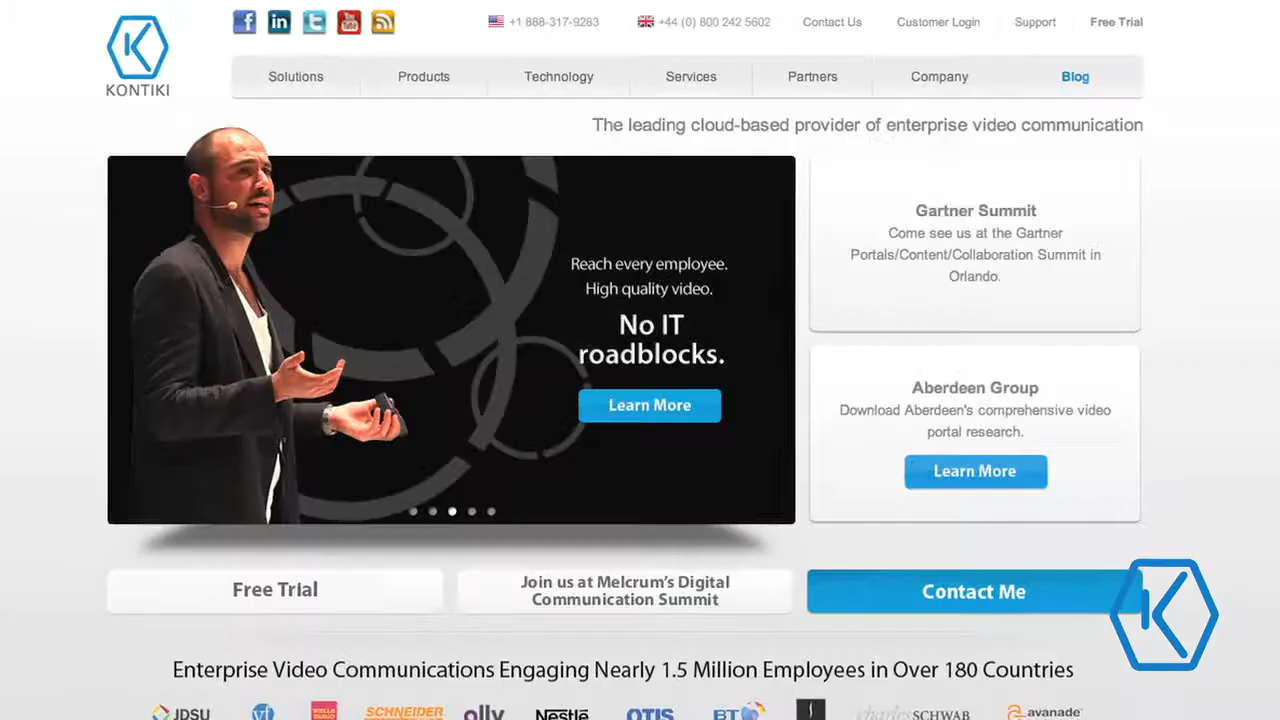 +1 888-317-9283
+44 (0) 800 242 5602
Contact Us
Customer Login
Support
Free Trial
KONTIKI
Solutions
Products
Technology
Services
Partners
Company
Blog
The leading cloud-based provider of enterprise video communication
Reach every employee.
High quality video.
No IT
roadblocks.
Learn More
Gartner Summit
Come see us at the Gartner
Portals/Content/Collaboration Summit in
Orlando.
Aberdeen Group
Download Aberdeen's comprehensive video
portal research.
Learn More
Free Trial
Join us at Melcrum's Digital
Communication Summit
Contact Me
Enterprise Video Communications Engaging Nearly 1.5 Million Employees in Over 180 Countries
JDSU
vf
WELLS FARGO
SCHNEIDER
ally
Nestle
OTIS
BT
charles SCHWAB
avanade